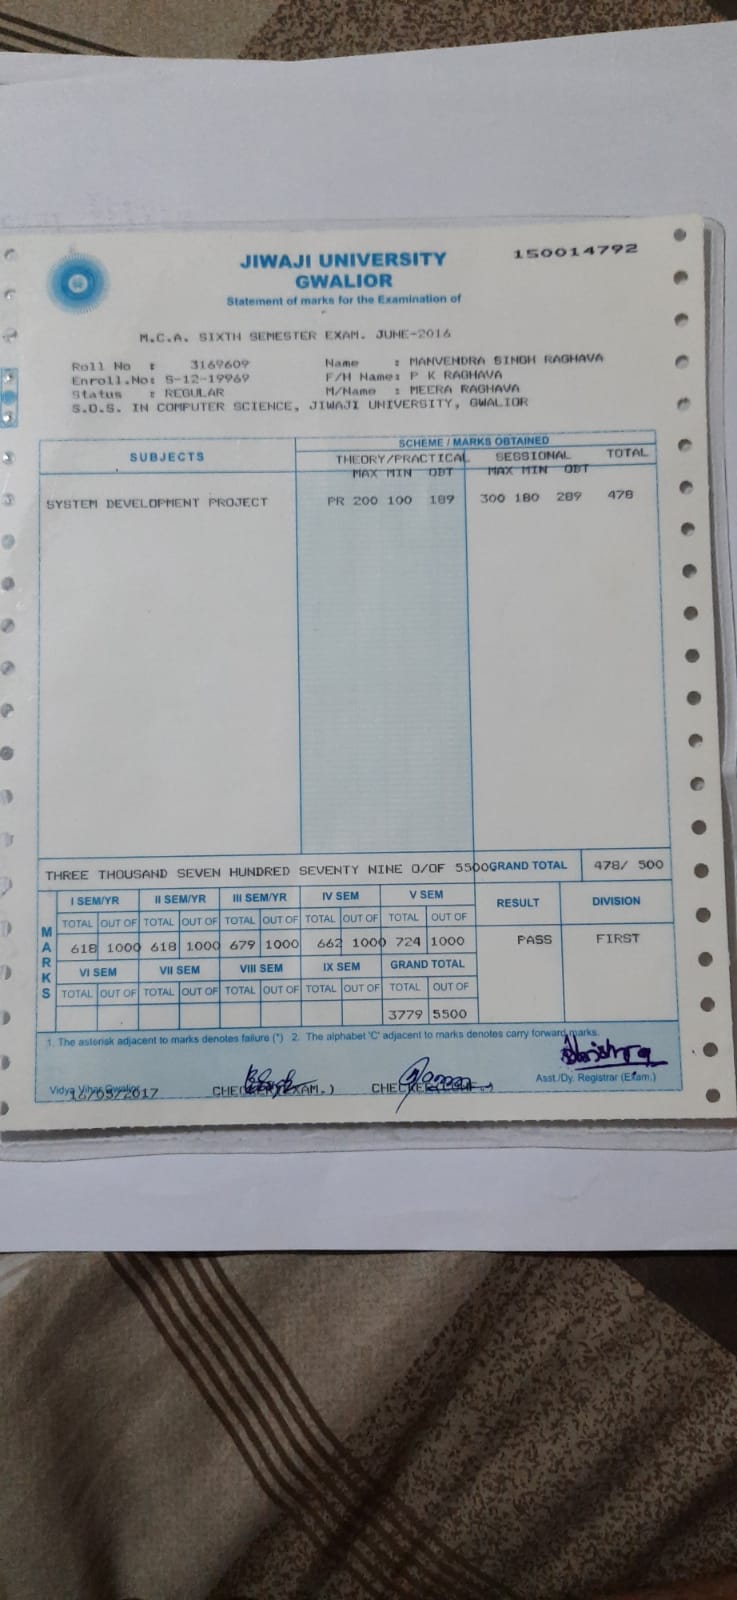 150014792
JIWAJI UNIVERSITY
GWALIOR
Statement of marks for the Examination of
M.C.A. SIXTH SEMESTER EXAM. JUNE-2016
Roll No : 3169609 Name : MANVENDRA SINGH RAGHAVA
Enroll.No: S-12-19969 F/H Name: P K RAGHAVA
Status : REGULAR M/Name : MEERA RAGHAVA
S.O.S. IN COMPUTER SCIENCE, JIWAJI UNIVERSITY, GWALIOR
SUBJECTS SCHEME / MARKS OBTAINED
THEORY/PRACTICAL SESSIONAL TOTAL
MAX MIN OBT MAX MIN OBT
SYSTEM DEVELOPMENT PROJECT PR 200 100 189 300 180 289 478
THREE THOUSAND SEVEN HUNDRED SEVENTY NINE O/OF 5500 GRAND TOTAL 478/ 500
MARKS
I SEM/YR II SEM/YR III SEM/YR IV SEM V SEM RESULT DIVISION
TOTAL OUT OF TOTAL OUT OF TOTAL OUT OF TOTAL OUT OF TOTAL OUT OF
618 1000 618 1000 679 1000 662 1000 724 1000 PASS FIRST
VI SEM VII SEM VIII SEM IX SEM GRAND TOTAL
TOTAL OUT OF TOTAL OUT OF TOTAL OUT OF TOTAL OUT OF TOTAL OUT OF
3779 5500
1. The asterisk adjacent to marks denotes failure (*) 2. The alphabet 'C' adjacent to marks denotes carry forward marks.
Asst./Dy. Registrar (Exam.)
Vidya Vihar Gwalior
/05/2017